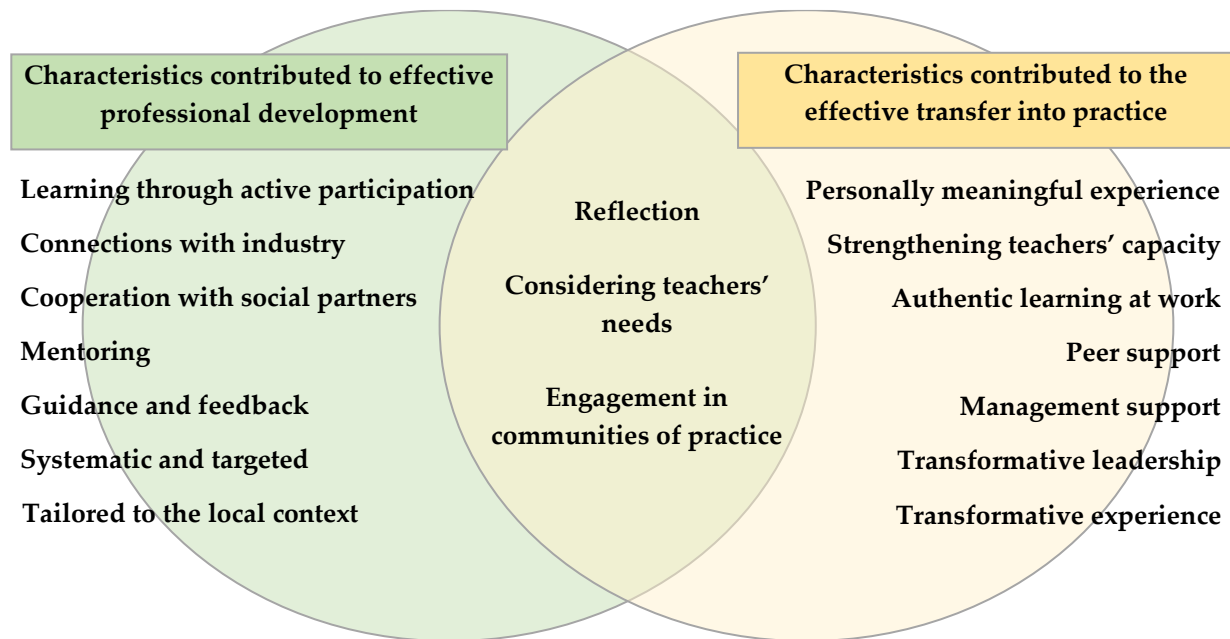 Characteristics contributed to effective
professional development
Learning through active participation
Connections with industry
Cooperation with social partners
Mentoring
Guidance and feedback
Systematic and targeted
Tailored to the local context
Reflection
Considering teachers’
needs
Engagement in
communities of practice
Characteristics contributed to the
effective transfer into practice
Personally meaningful experience
Strengthening teachers’ capacity
Authentic learning at work
Peer support
Management support
Transformative leadership
Transformative experience